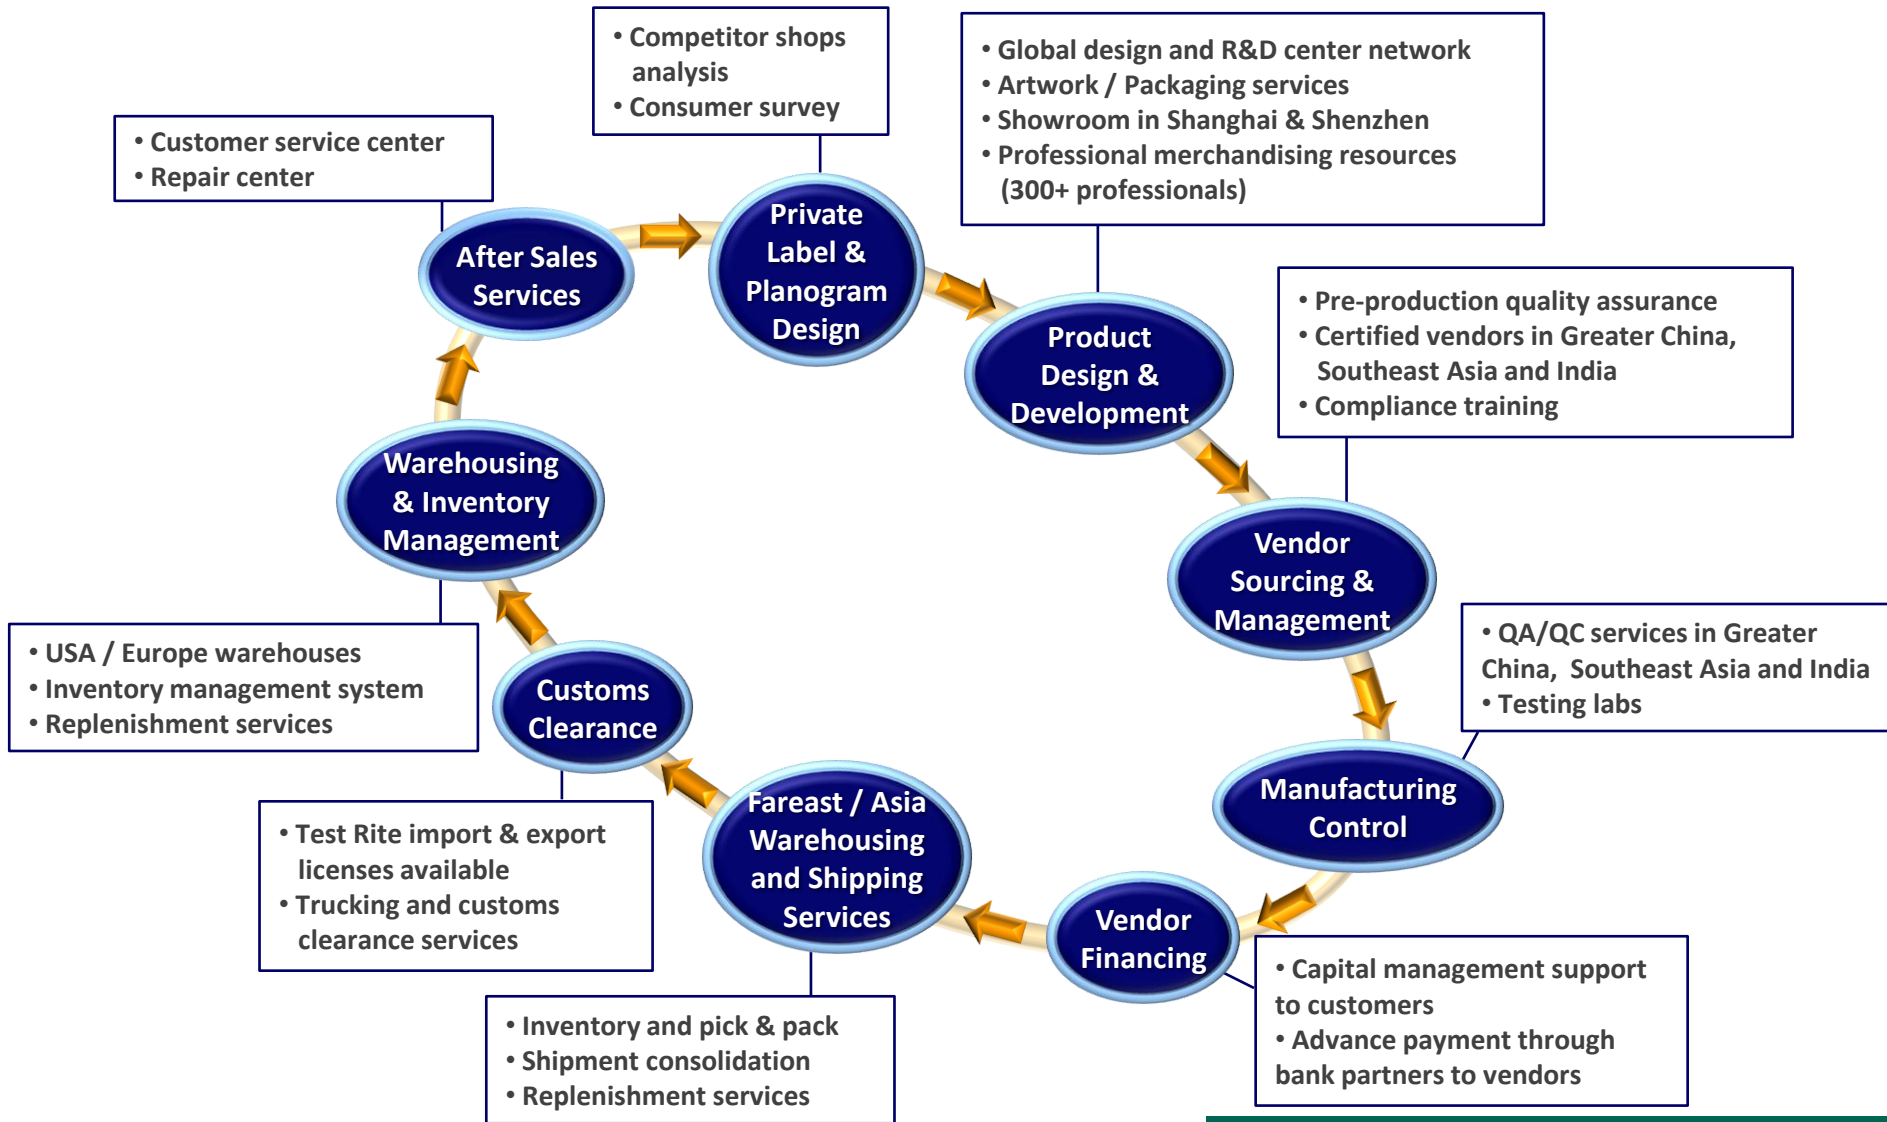 • Competitor shops
analysis
• Consumer survey
• Global design and R&D center network
• Artwork / Packaging services
• Showroom in Shanghai & Shenzhen
• Professional merchandising resources
(300+ professionals)
• Customer service center
• Repair center
Private
Label &
Planogram
Design
After Sales
Services
• Pre-production quality assurance
• Certified vendors in Greater China,
Southeast Asia and India
• Compliance training
Product
Design &
Development
Warehousing
& Inventory
Management
Vendor
Sourcing &
Management
• QA/QC services in Greater
China,  Southeast Asia and India
• Testing labs
• USA / Europe warehouses
• Inventory management system
• Replenishment services
Customs
Clearance
Manufacturing
Control
Fareast / Asia
Warehousing
and Shipping
Services
• Test Rite import & export
licenses available
• Trucking and customs
clearance services
Vendor
Financing
• Capital management support
to customers
• Advance payment through
bank partners to vendors
• Inventory and pick & pack
• Shipment consolidation
• Replenishment services